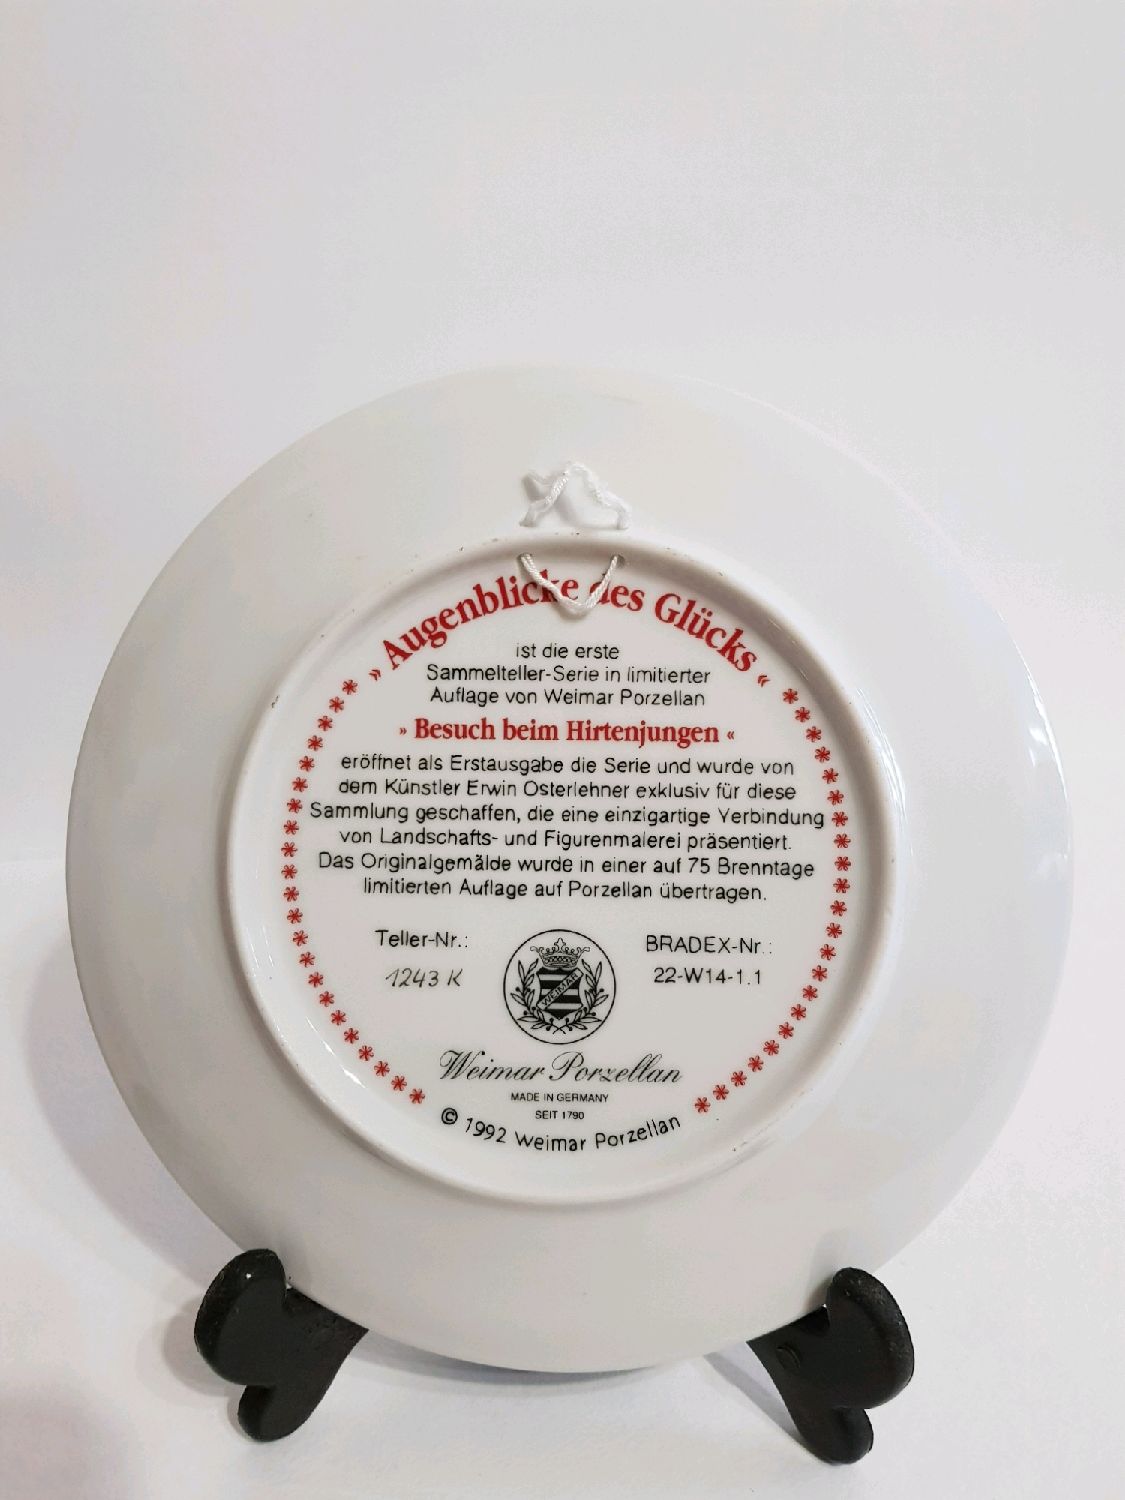 » Augenblicke des Glücks «
ist die erste
Sammelteller-Serie in limitierter
Auflage von Weimar Porzellan
» Besuch beim Hirtenjungen «
eröffnet als Erstausgabe die Serie und wurde von
dem Künstler Erwin Osterlehner exklusiv für diese
Sammlung geschaffen, die eine einzigartige Verbindung
von Landschafts- und Figurenmalerei präsentiert.
Das Originalgemälde wurde in einer auf 75 Brenntage
limitierten Auflage auf Porzellan übertragen.
Teller-Nr.:
1243 K
BRADEX-Nr.:
22-W14-1.1
WEIMAR
Weimar Porzellan
MADE IN GERMANY
SEIT 1790
© 1992 Weimar Porzellan